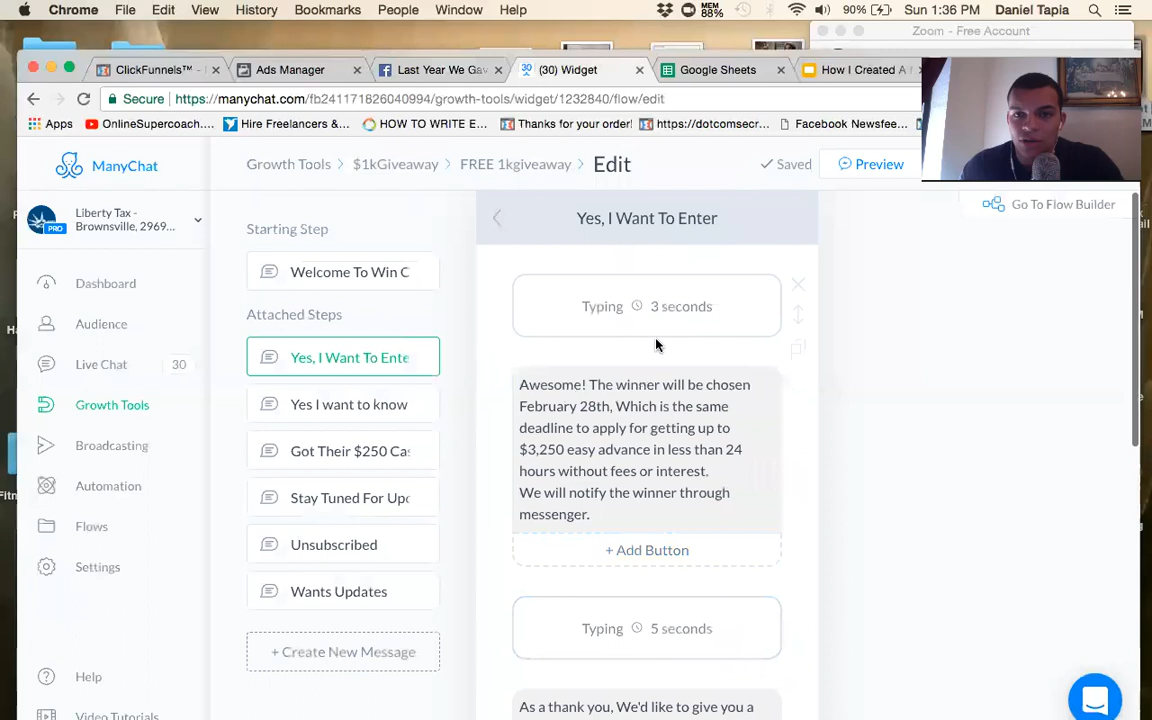 Chrome File Edit View History Bookmarks People Window Help MEM 88% 90% Sun 1:36 PM Daniel Tapia
Zoom - Free Account
ClickFunnels™ - Ads Manager Last Year We Gav (30) Widget Google Sheets How I Created A f
Secure https://manychat.com/fb241171826040994/growth-tools/widget/1232840/flow/edit
Apps OnlineSupercoach.... Hire Freelancers &... HOW TO WRITE E... Thanks for your order! https://dotcomsecr... Facebook Newsfee...
ManyChat
Growth Tools > $1kGiveaway > FREE 1kgiveaway > Edit
Saved
Preview
Go To Flow Builder
Liberty Tax -
Brownsville, 2969...
PRO
Dashboard
Audience
Live Chat 30
Growth Tools
Broadcasting
Automation
Flows
Settings
Help
Video Tutorials
Starting Step
Welcome To Win C
Attached Steps
Yes, I Want To Ente
Yes I want to know
Got Their $250 Cas
Stay Tuned For Upd
Unsubscribed
Wants Updates
+ Create New Message
Yes, I Want To Enter
Typing 3 seconds
Awesome! The winner will be chosen
February 28th, Which is the same
deadline to apply for getting up to
$3,250 easy advance in less than 24
hours without fees or interest.
We will notify the winner through
messenger.
+ Add Button
Typing 5 seconds
As a thank you, We'd like to give you a